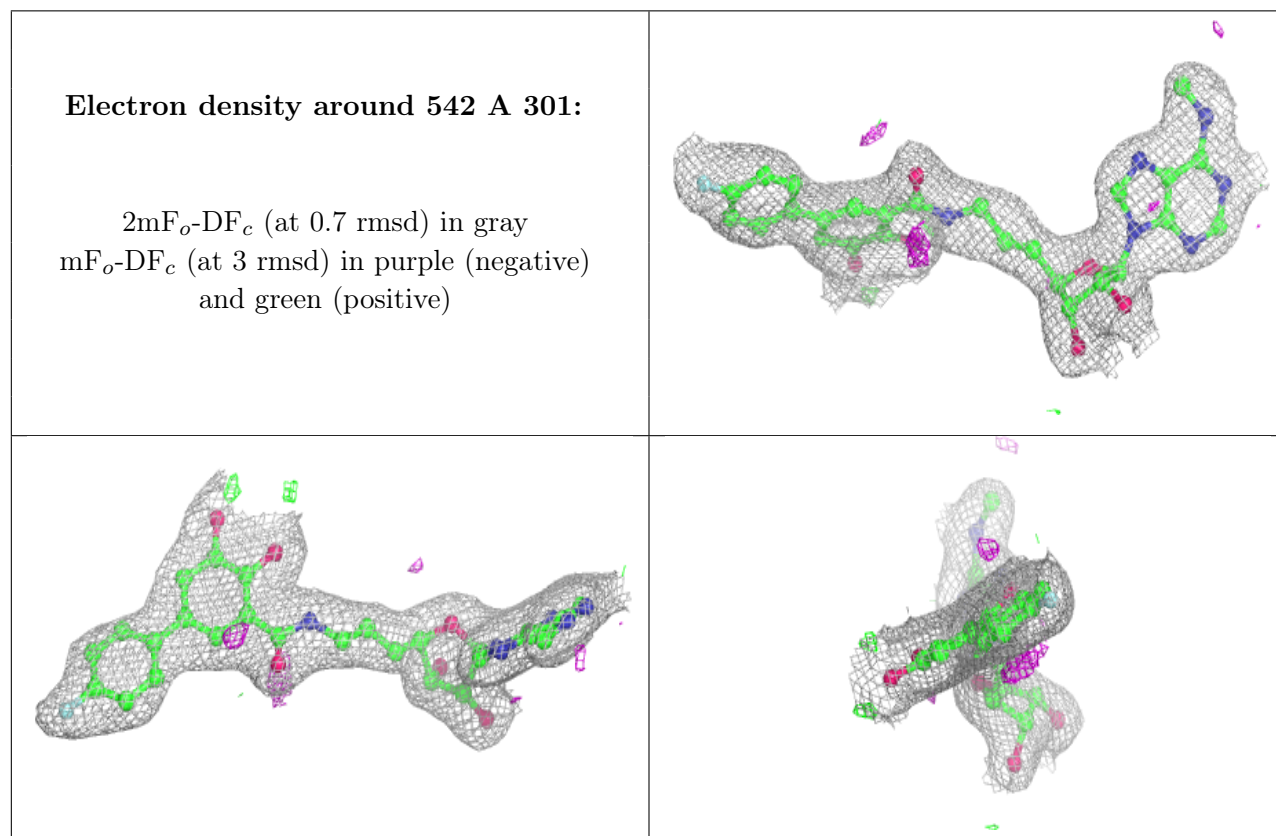 Electron density around 542 A 301:
2mFₒ-DF𝒸 (at 0.7 rmsd) in gray
mFₒ-DF𝒸 (at 3 rmsd) in purple (negative)
and green (positive)